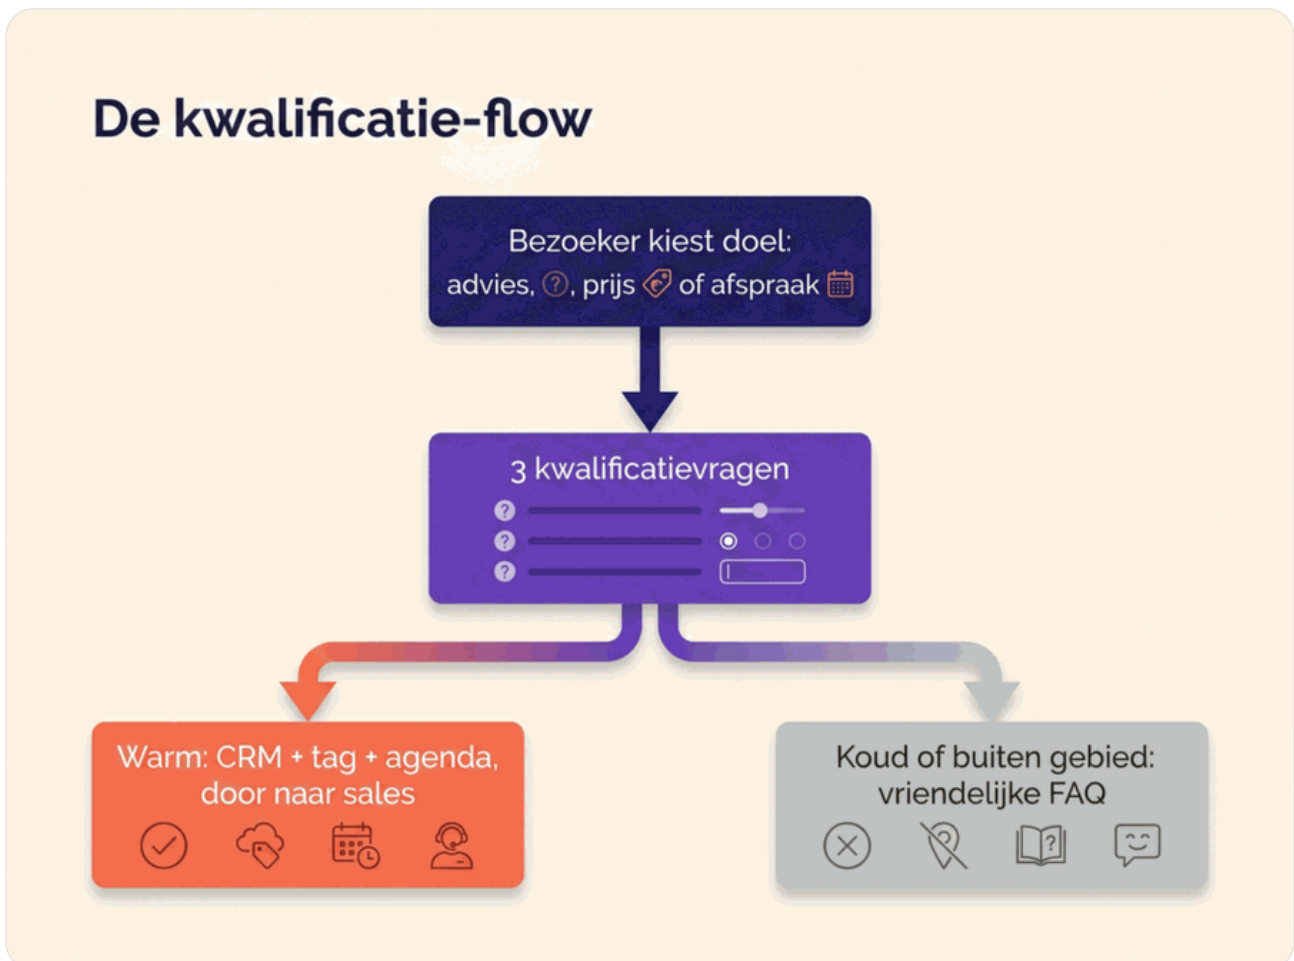 De kwalificatie-flow
Bezoeker kiest doel:
advies, ?, prijs € of afspraak
3 kwalificatievragen
?
?
?
Warm: CRM + tag + agenda,
door naar sales
Koud of buiten gebied:
vriendelijke FAQ
?